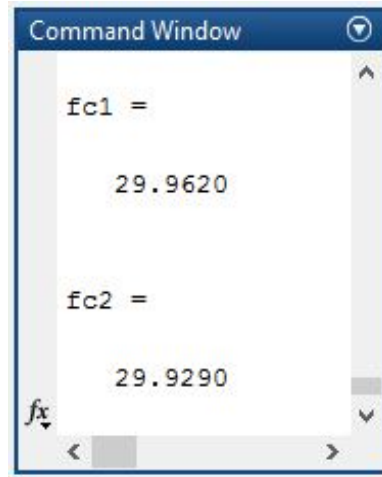 Command Window
fc1 =
29.9620
fc2 =
29.9290
fx